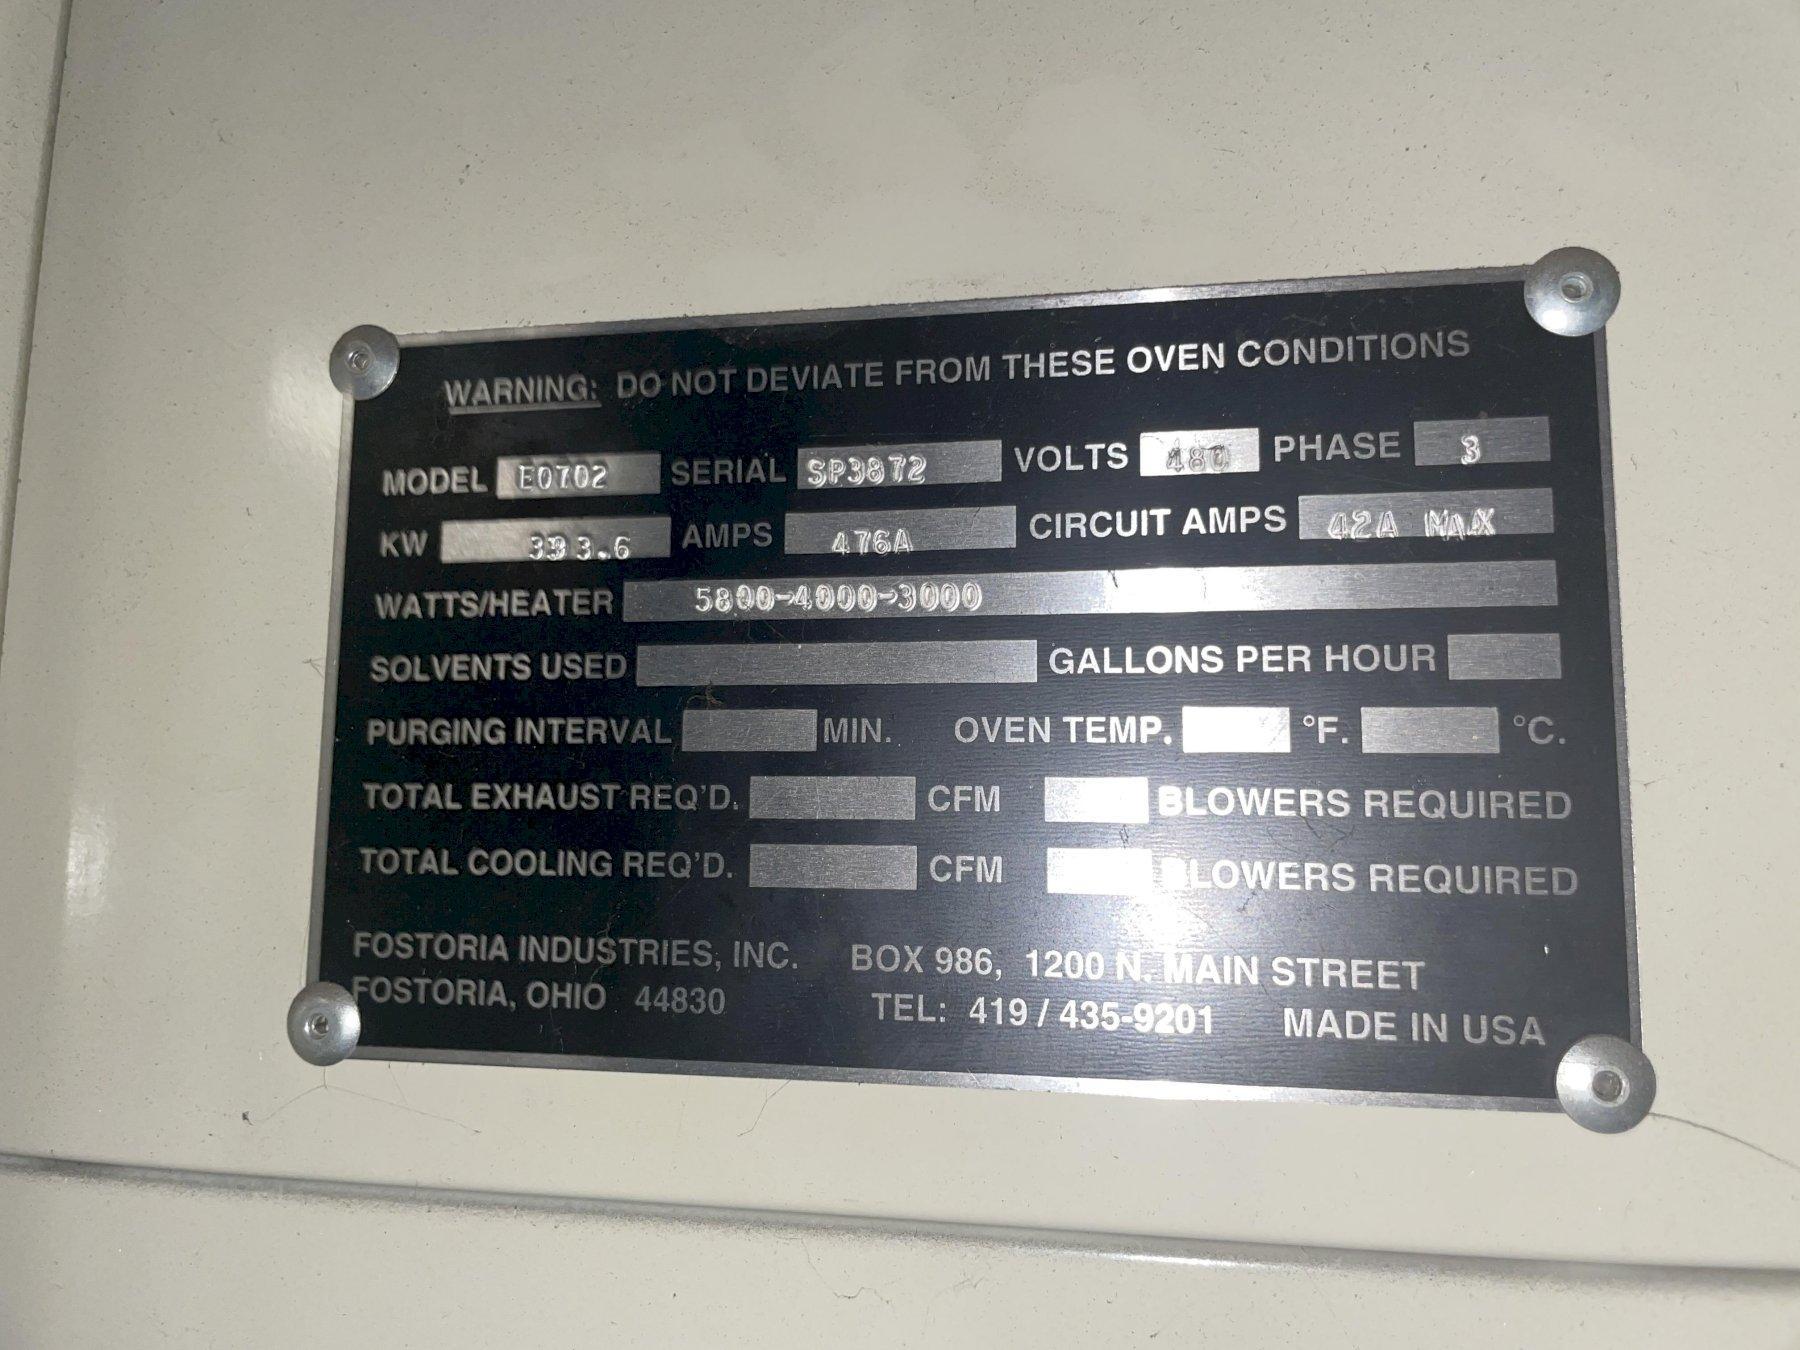 WARNING: DO NOT DEVIATE FROM THESE OVEN CONDITIONS
MODEL E0702 SERIAL SP3872 VOLTS 480 PHASE 3
KW 393.6 AMPS 476A CIRCUIT AMPS 42A MAX
WATTS/HEATER 5800-4000-3000
SOLVENTS USED GALLONS PER HOUR
PURGING INTERVAL MIN. OVEN TEMP. °F. °C.
TOTAL EXHAUST REQ'D. CFM BLOWERS REQUIRED
TOTAL COOLING REQ'D. CFM BLOWERS REQUIRED
FOSTORIA INDUSTRIES, INC. BOX 986, 1200 N. MAIN STREET
FOSTORIA, OHIO 44830 TEL: 419 / 435-9201 MADE IN USA